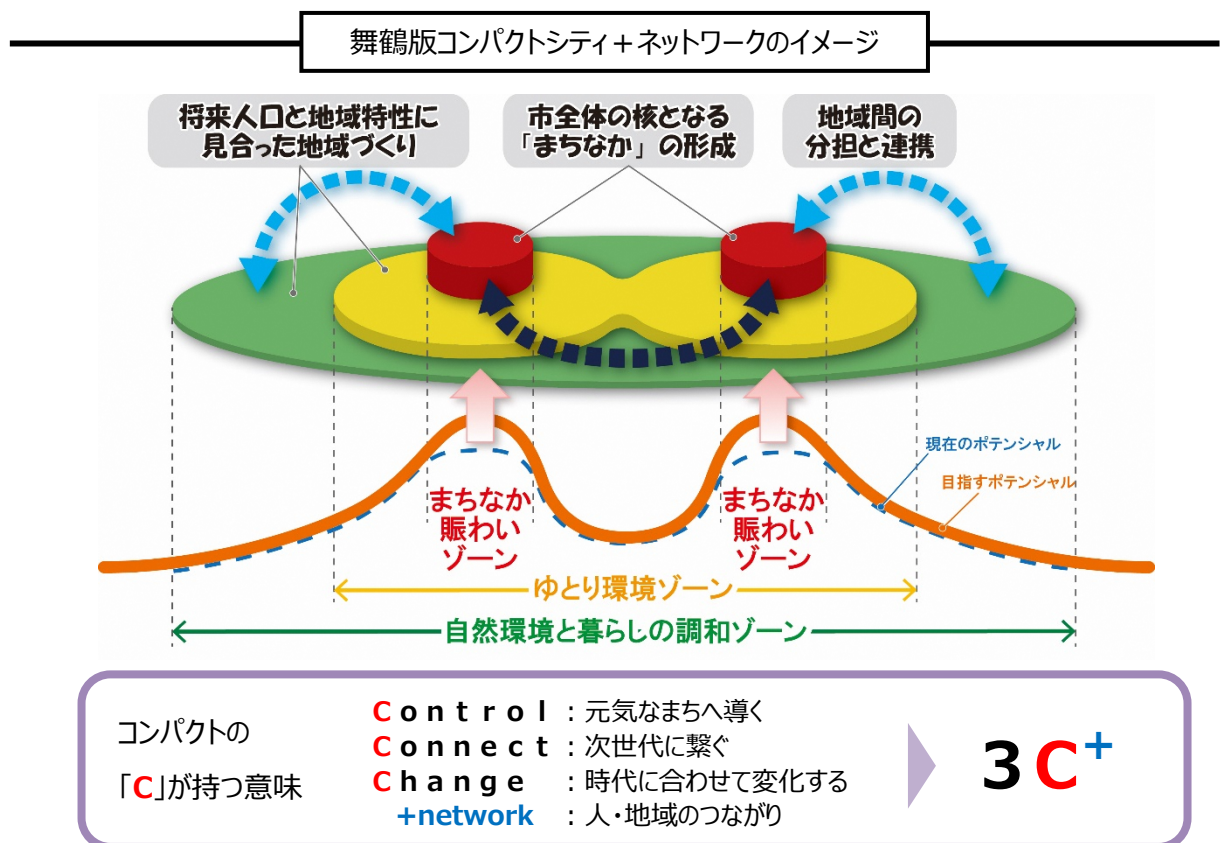 舞鶴版コンパクトシティ+ネットワークのイメージ
将来人口と地域特性に
見合った地域づくり
市全体の核となる
「まちなか」の形成
地域間の
分担と連携
現在のポテンシャル
目指すポテンシャル
まちなか
賑わい
ゾーン
まちなか
賑わい
ゾーン
ゆとり環境ゾーン
自然環境と暮らしの調和ゾーン
コンパクトの
「C」が持つ意味
Control:元気なまちへ導く
Connect:次世代に繋ぐ
Change:時代に合わせて変化する
+network:人・地域のつながり
3C+